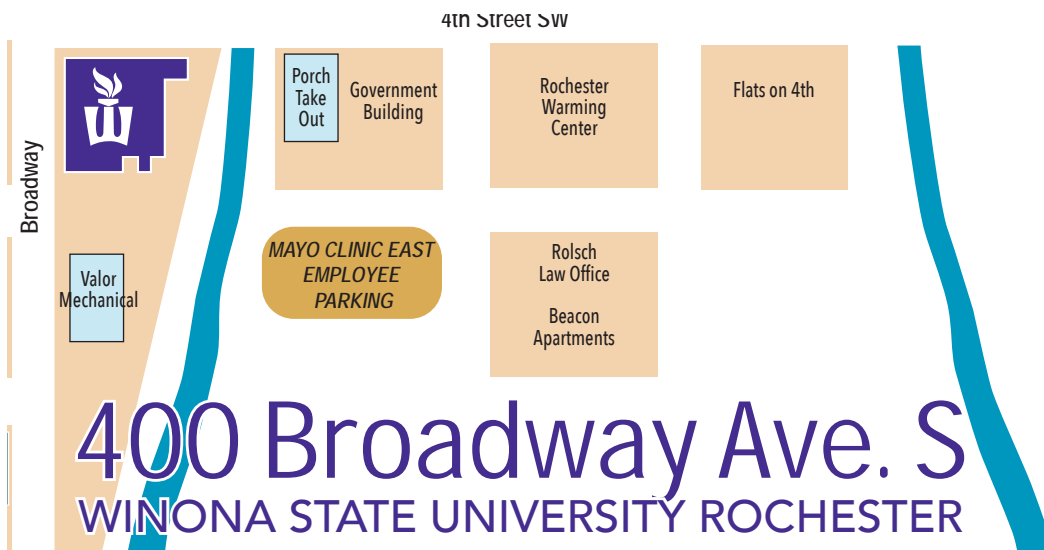 4th Street SW
Porch
Take
Out
Government
Building
Rochester
Warming
Center
Flats on 4th
W
Broadway
MAYO CLINIC EAST
EMPLOYEE
PARKING
Rolsch
Law Office
Beacon
Apartments
Valor
Mechanical
400 Broadway Ave. S
WINONA STATE UNIVERSITY ROCHESTER